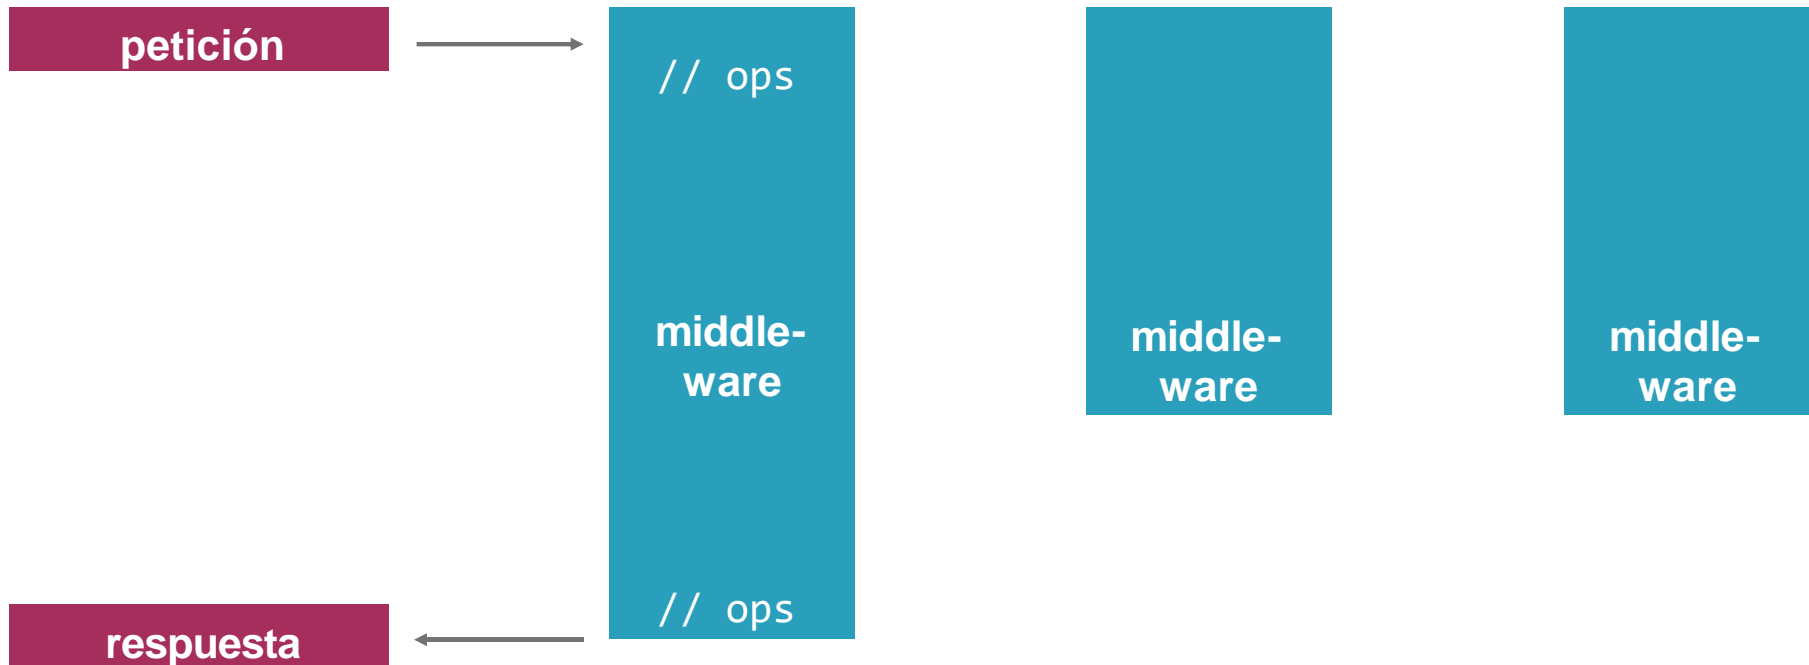 petición
// ops
middle-
ware
middle-
ware
middle-
ware
// ops
respuesta